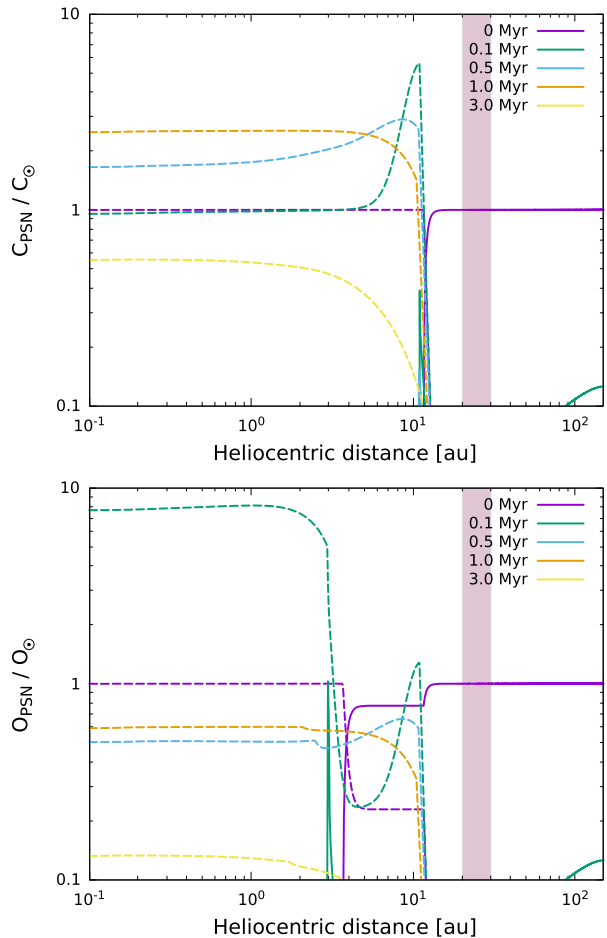 10
0 Myr
0.1 Myr
0.5 Myr
1.0 Myr
3.0 Myr
C_PSN / C_⊙
1
0.1
10^-1 10^0 10^1 10^2
Heliocentric distance [au]
10
0 Myr
0.1 Myr
0.5 Myr
1.0 Myr
3.0 Myr
O_PSN / O_⊙
1
0.1
10^-1 10^0 10^1 10^2
Heliocentric distance [au]